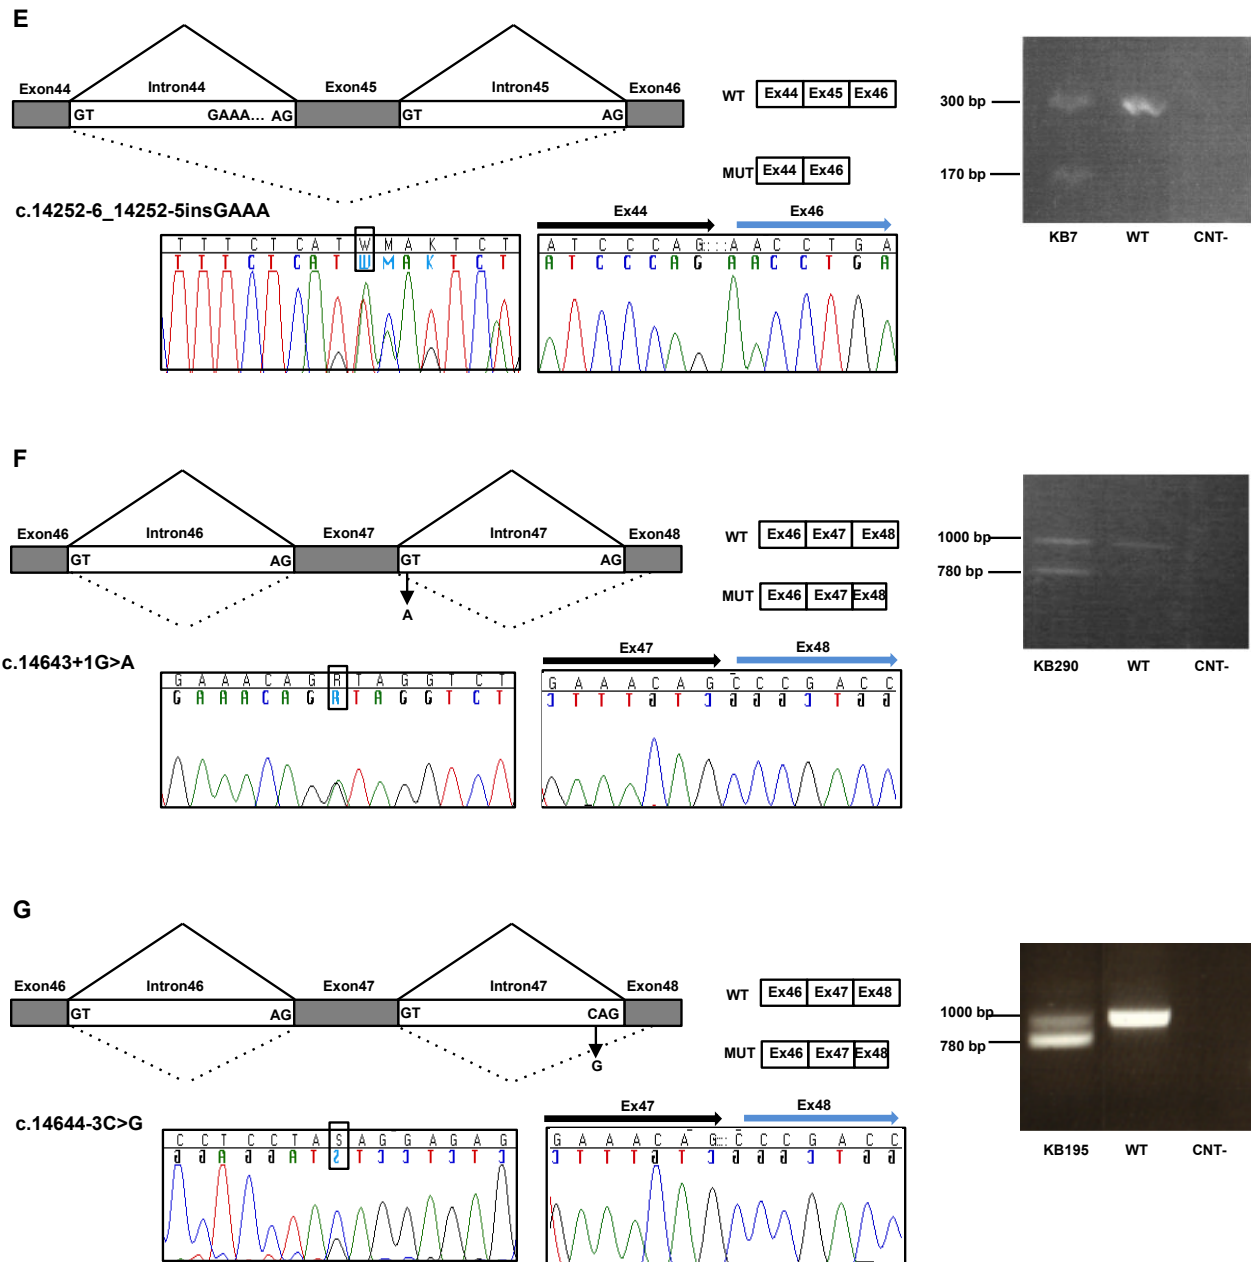 E
Exon44 Intron44 Exon45 Intron45 Exon46
GT GAAA... AG GT AG
WT Ex44 Ex45 Ex46
MUT Ex44 Ex46
300 bp
170 bp
KB7 WT CNT-
c.14252-6_14252-5insGAAA
T T T C T C A T W M A K T C T
T T T C T C A T W M A K T C T
Ex44 Ex46
A T C C C A G :::: A A C C T G A
A T C C C A G A A C C T G A
F
Exon46 Intron46 Exon47 Intron47 Exon48
GT AG GT AG
A
WT Ex46 Ex47 Ex48
MUT Ex46 Ex47 Ex48
1000 bp
780 bp
KB290 WT CNT-
c.14643+1G>A
G A A A C A G R T A G G T C T
G A A A C A G R T A G G T C T
Ex47 Ex48
G A A A C A G C C C G A C C
C T T T G T C G G G C T G G
G
Exon46 Intron46 Exon47 Intron47 Exon48
GT AG GT CAG
G
WT Ex46 Ex47 Ex48
MUT Ex46 Ex47 Ex48
1000 bp
780 bp
KB195 WT CNT-
c.14644-3C>G
C C T C C T A S A G G A G A G
G G A G G A T S T C C T C T C
Ex47 Ex48
G A A A C A G :::: C C C G A C C
C T T T G T C G G G C T G G